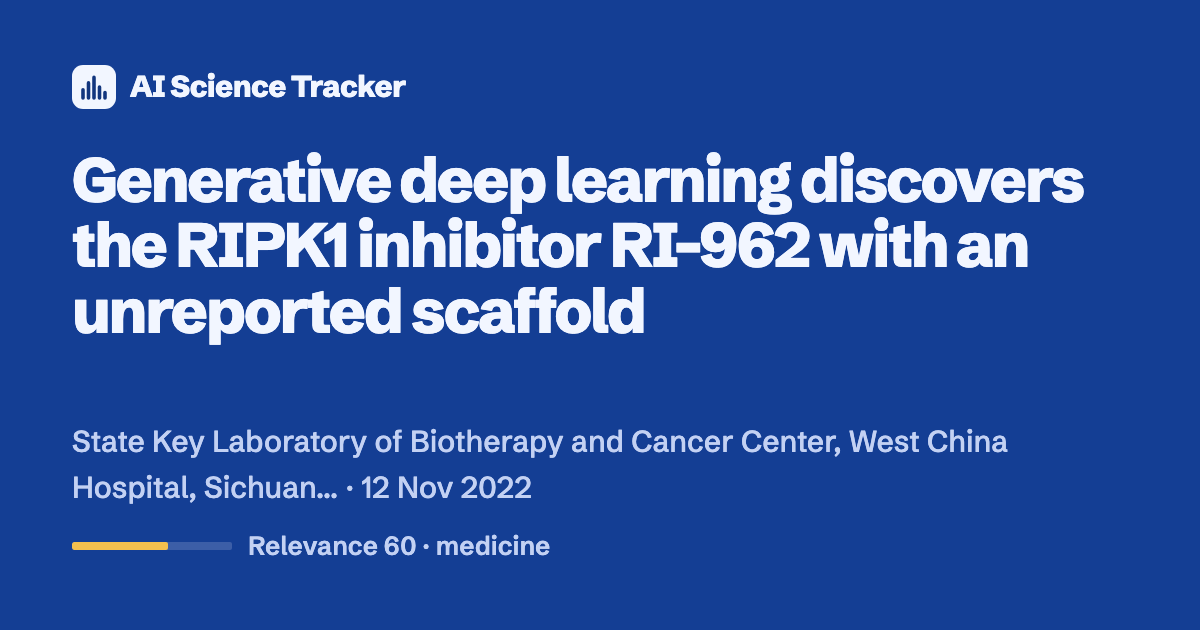 AI Science Tracker
Generative deep learning discovers
the RIPK1 inhibitor RI-962 with an
unreported scaffold
State Key Laboratory of Biotherapy and Cancer Center, West China
Hospital, Sichuan... · 12 Nov 2022
Relevance 60 · medicine